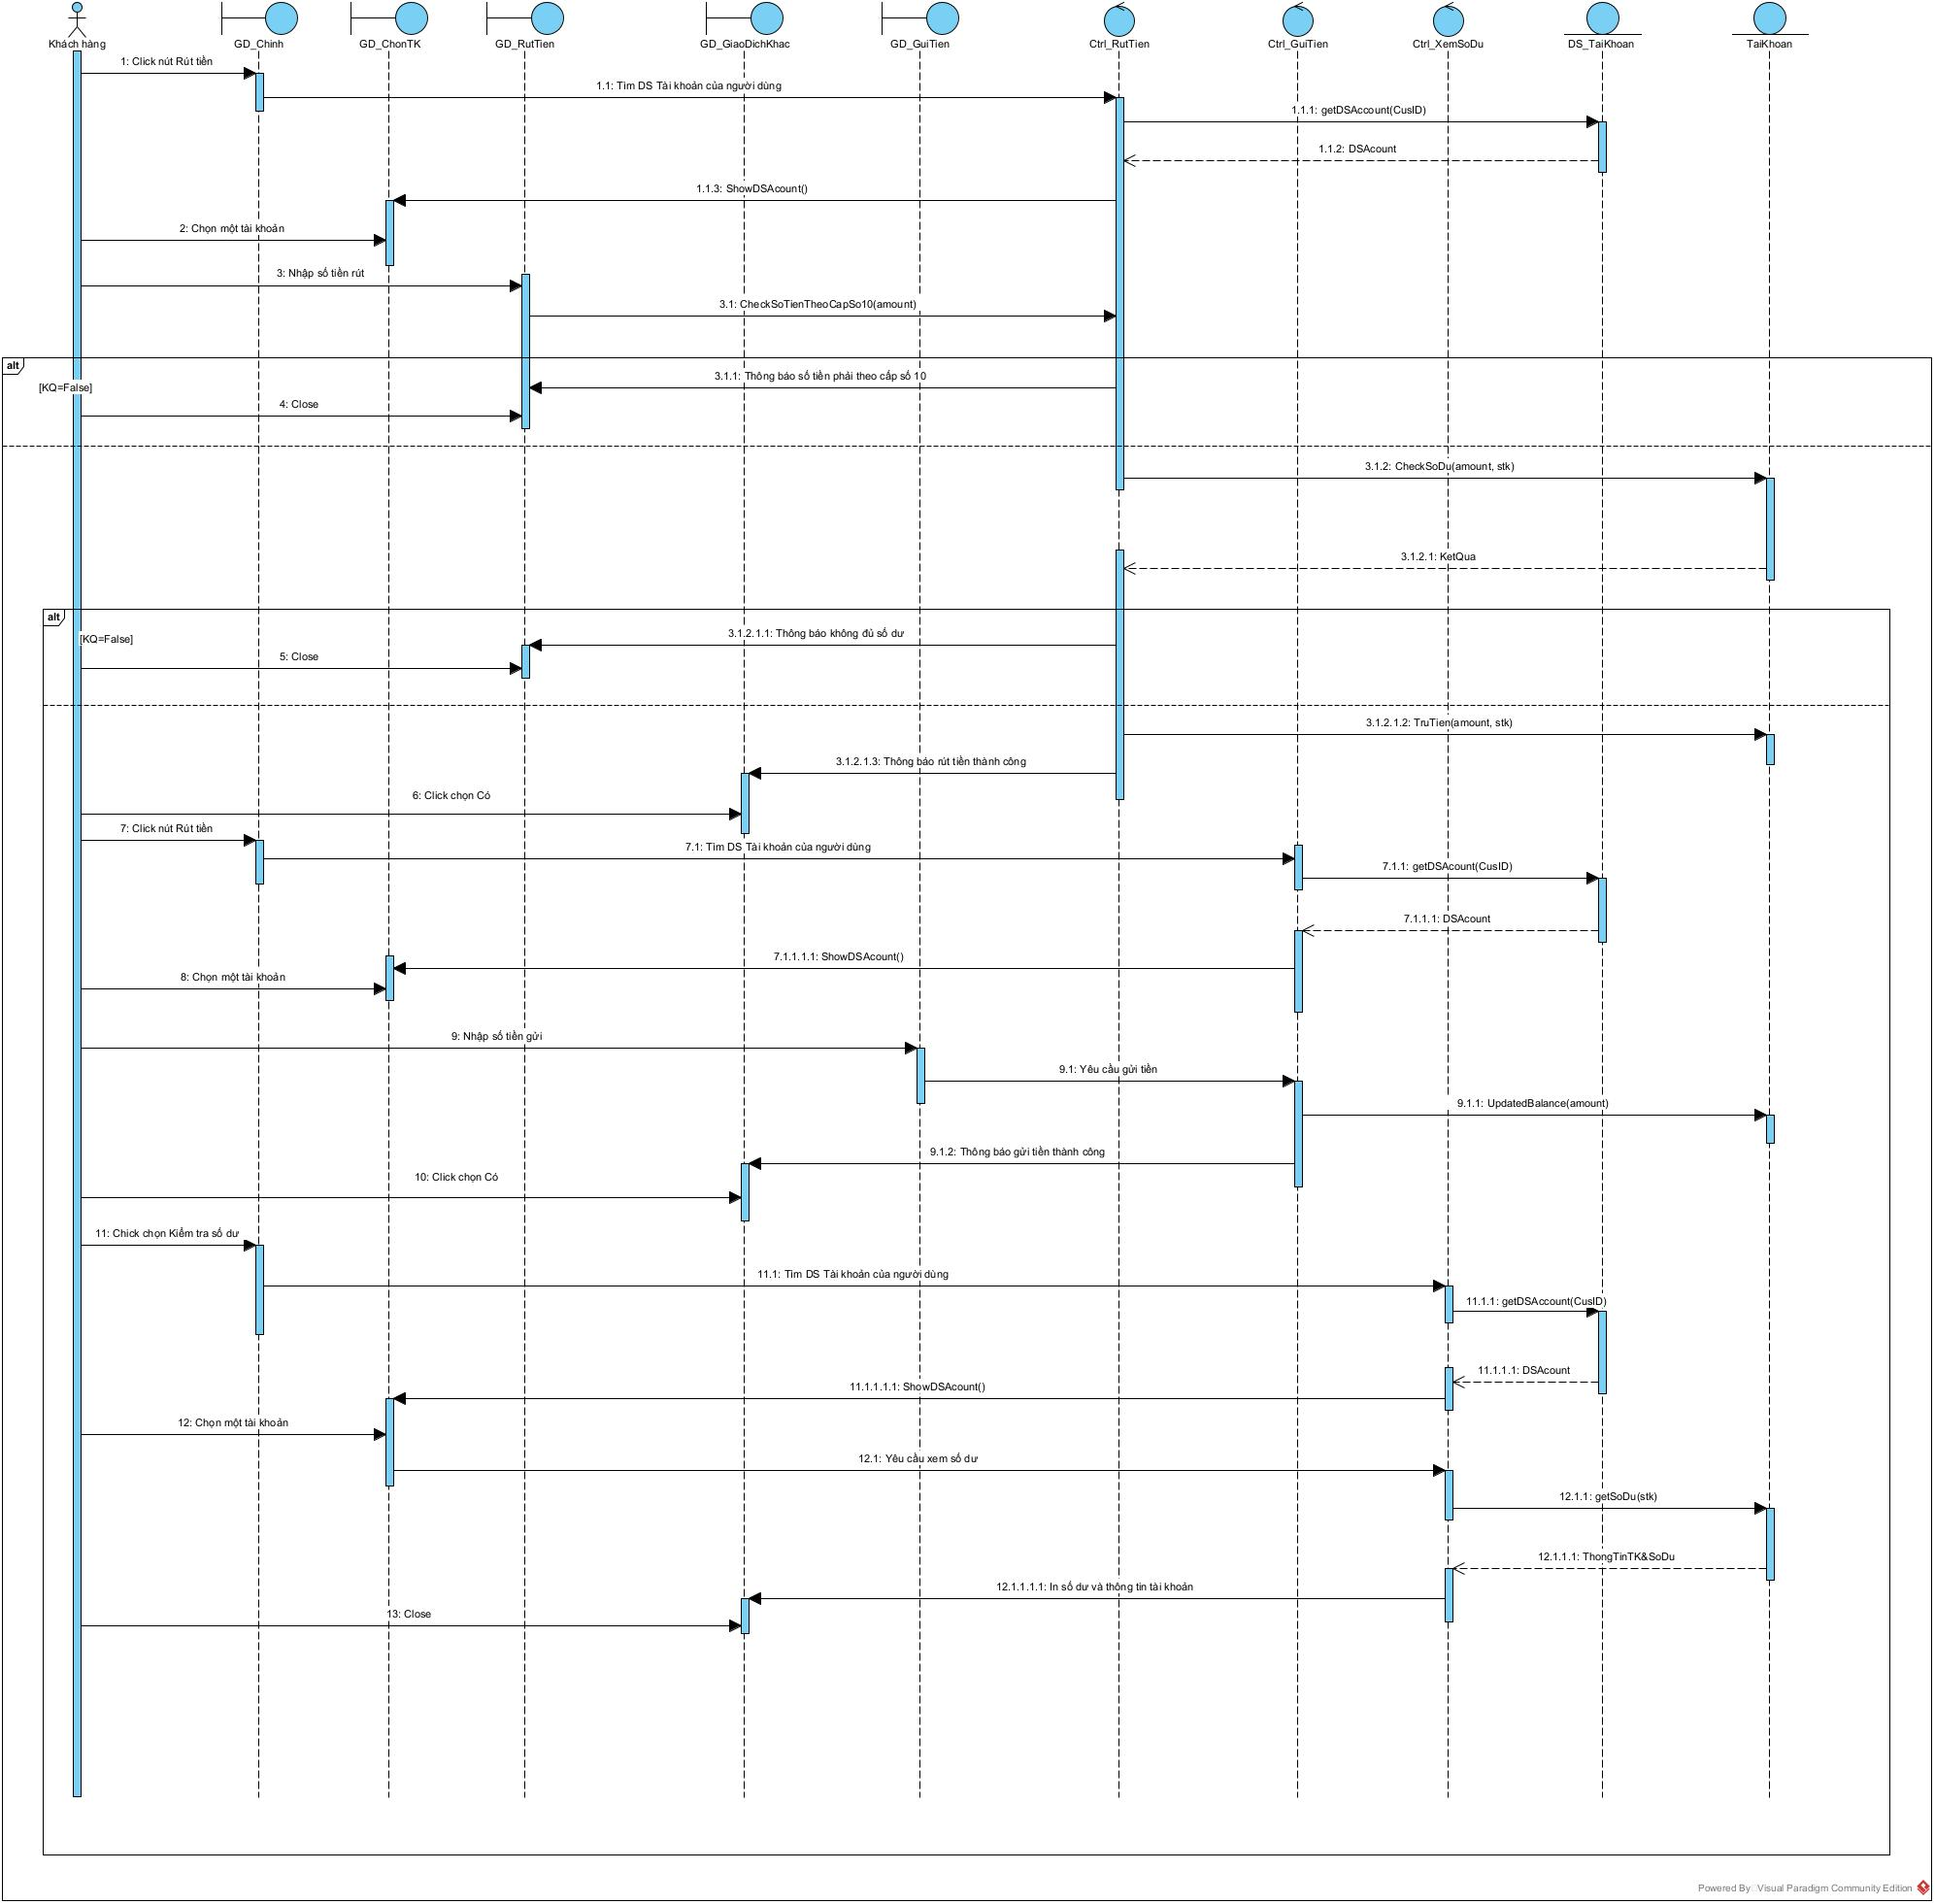 Khách hàng
GD_Chinh
GD_ChonTK
GD_RutTien
GD_GiaoDichKhac
GD_GuiTien
Ctrl_RutTien
Ctrl_GuiTien
Ctrl_XemSoDu
DS_TaiKhoan
TaiKhoan
1: Click nút Rút tiền
1.1: Tìm DS Tài khoản của người dùng
1.1.1: getDSAccount(CusID)
1.1.2: DSAcount
1.1.3: ShowDSAcount()
2: Chọn một tài khoản
3: Nhập số tiền rút
3.1: CheckSoTienTheoCapSo10(amount)
alt
[KQ=False]
3.1.1: Thông báo số tiền phải theo cấp số 10
4: Close
3.1.2: CheckSoDu(amount, stk)
3.1.2.1: KetQua
alt
[KQ=False]
3.1.2.1.1: Thông báo không đủ số dư
5: Close
3.1.2.1.2: TruTien(amount, stk)
3.1.2.1.3: Thông báo rút tiền thành công
6: Click chọn Có
7: Click nút Rút tiền
7.1: Tìm DS Tài khoản của người dùng
7.1.1: getDSAcount(CusID)
7.1.1.1: DSAcount
7.1.1.1.1: ShowDSAcount()
8: Chọn một tài khoản
9: Nhập số tiền gửi
9.1: Yêu cầu gửi tiền
9.1.1: UpdatedBalance(amount)
9.1.2: Thông báo gửi tiền thành công
10: Click chọn Có
11: Chick chọn Kiểm tra số dư
11.1: Tìm DS Tài khoản của người dùng
11.1.1: getDSAccount(CusID)
11.1.1.1: DSAcount
11.1.1.1.1: ShowDSAcount()
12: Chọn một tài khoản
12.1: Yêu cầu xem số dư
12.1.1: getSoDu(stk)
12.1.1.1: ThongTinTK&SoDu
12.1.1.1.1: In số dư và thông tin tài khoản
13: Close
Powered By Visual Paradigm Community Edition